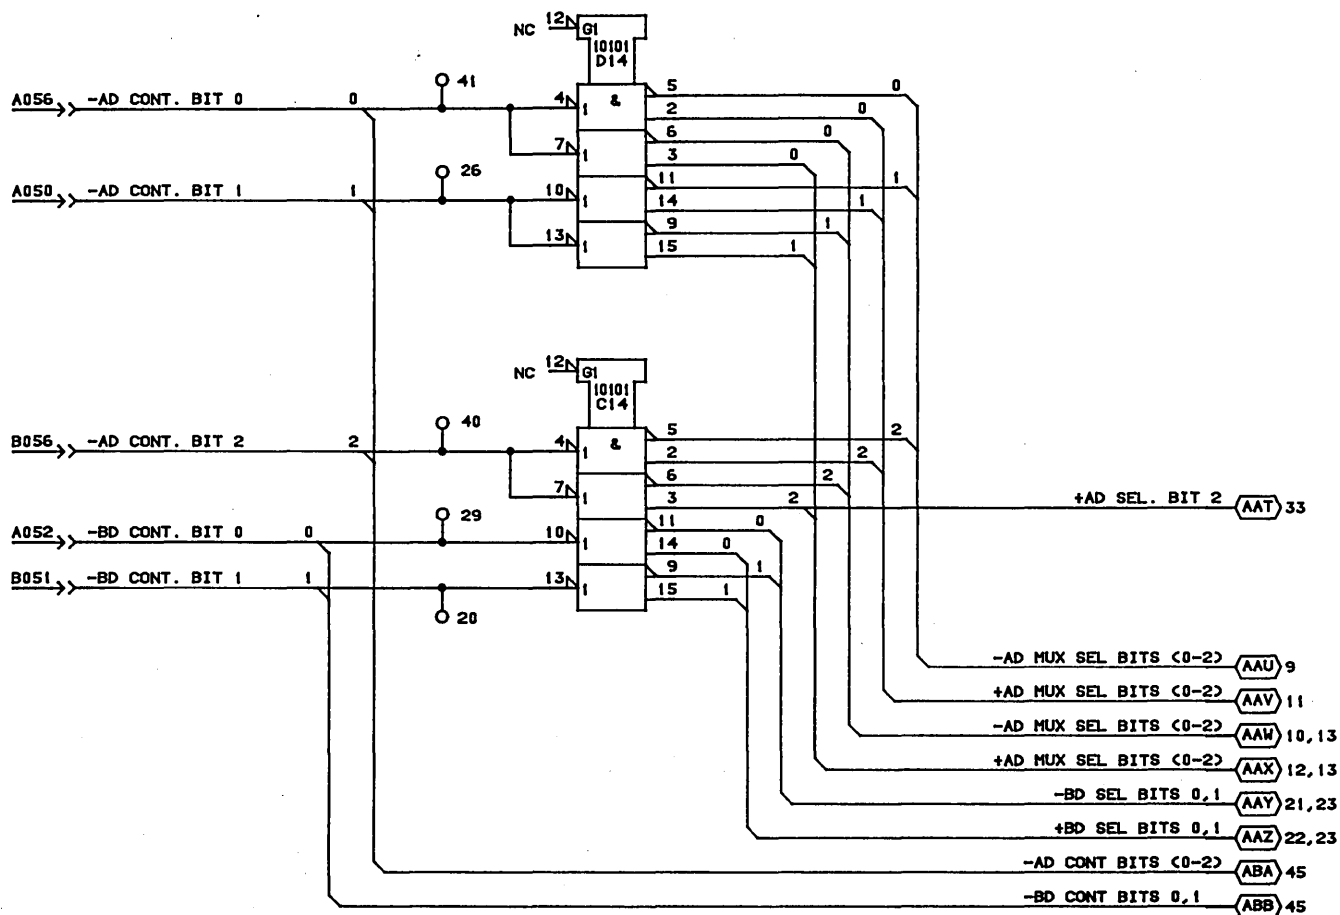 NC 12 G1
10101
D14
A056 -AD CONT. BIT 0 0 41 4 1 & 5 0
2 0
7 1 6 0
3 0
A050 -AD CONT. BIT 1 1 26 10 1 11 1
14 1
13 1 9 1
15 1
NC 12 G1
10101
C14
B056 -AD CONT. BIT 2 2 40 4 1 & 5 2
2 2
7 1 6 2
3 2 +AD SEL. BIT 2 AAT 33
A052 -BD CONT. BIT 0 0 29 10 1 11 0
14 0
B051 -BD CONT. BIT 1 1 20 13 1 9 1
15 1
-AD MUX SEL BITS (0-2) AAU 9
+AD MUX SEL BITS (0-2) AAV 11
-AD MUX SEL BITS (0-2) AAW 10,13
+AD MUX SEL BITS (0-2) AAX 12,13
-BD SEL BITS 0,1 AAY 21,23
+BD SEL BITS 0,1 AAZ 22,23
-AD CONT BITS (0-2) ABA 45
-BD CONT BITS 0,1 ABB 45